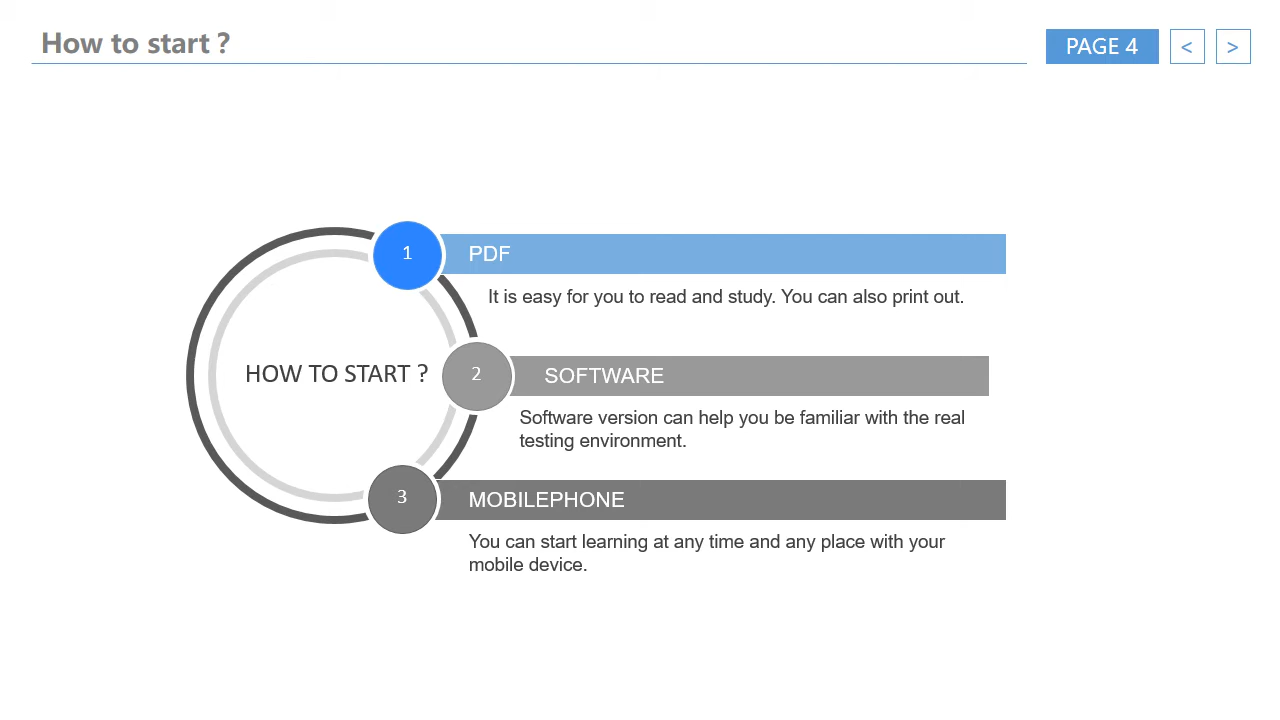 How to start ?
PAGE 4
<
>
1
PDF
It is easy for you to read and study. You can also print out.
HOW TO START ?
2
SOFTWARE
Software version can help you be familiar with the real
testing environment.
3
MOBILEPHONE
You can start learning at any time and any place with your
mobile device.